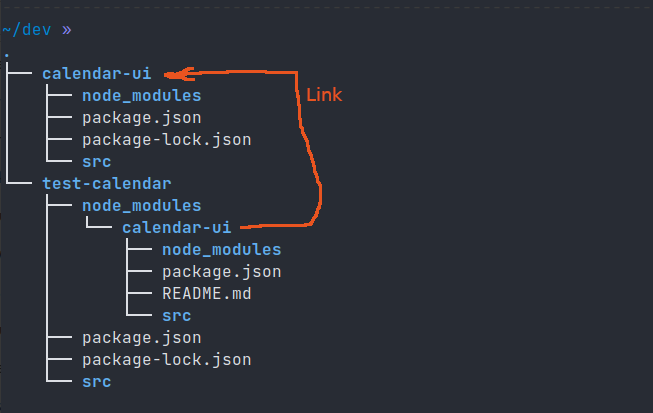 ~/dev »
.
calendar-ui
node_modules
Link
package.json
package-lock.json
src
test-calendar
node_modules
calendar-ui
node_modules
package.json
README.md
src
package.json
package-lock.json
src